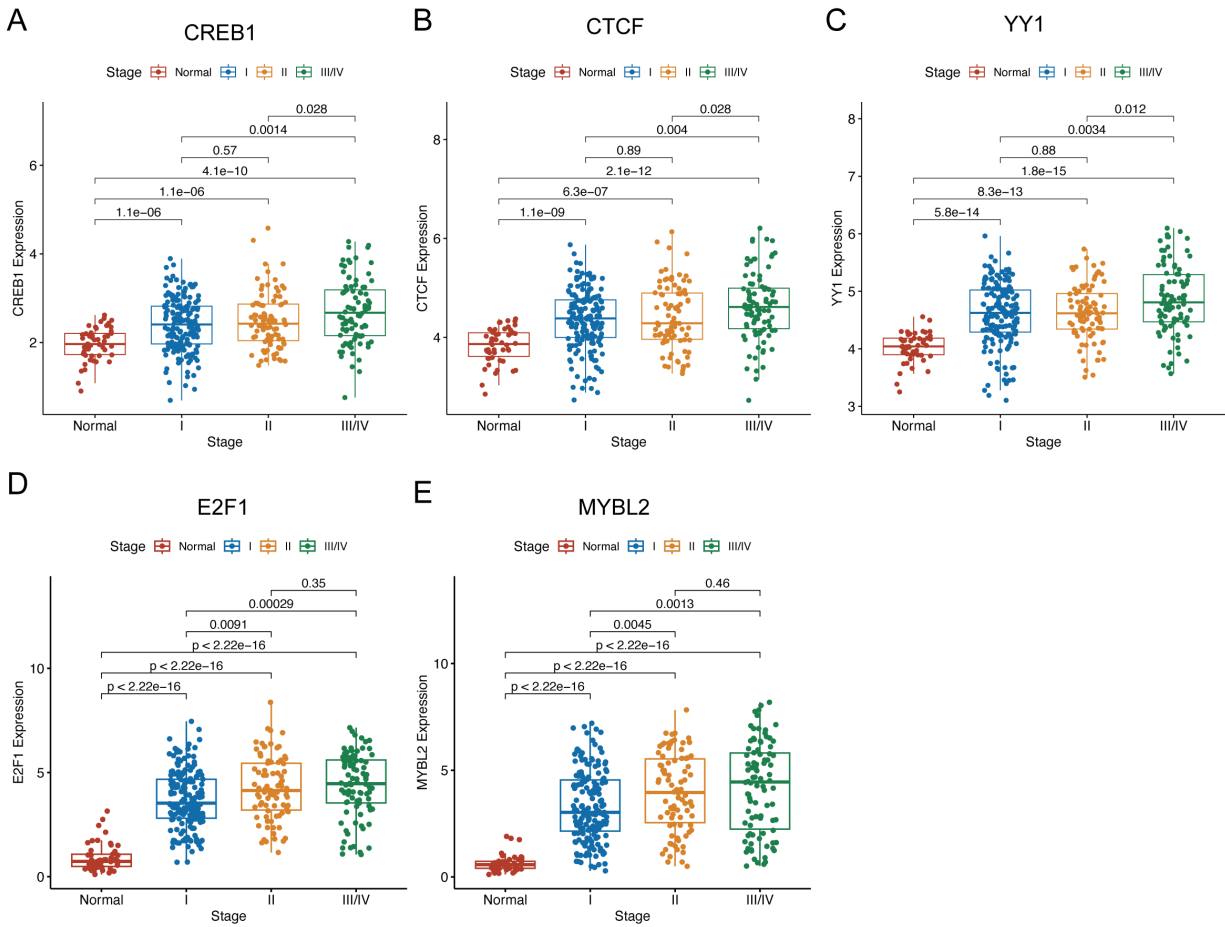 A
CREB1
Stage Normal I II III/IV
0.028
0.0014
0.57
4.1e−10
1.1e−06
1.1e−06
6
4
2
CREB1 Expression
Normal I II III/IV
Stage
B
CTCF
Stage Normal I II III/IV
0.028
0.004
0.89
2.1e−12
6.3e−07
1.1e−09
8
6
4
CTCF Expression
Normal I II III/IV
Stage
C
YY1
Stage Normal I II III/IV
0.012
0.0034
0.88
1.8e−15
8.3e−13
5.8e−14
8
7
6
5
4
3
YY1 Expression
Normal I II III/IV
Stage
D
E2F1
Stage Normal I II III/IV
0.35
0.00029
0.0091
p < 2.22e−16
p < 2.22e−16
p < 2.22e−16
10
5
0
E2F1 Expression
Normal I II III/IV
Stage
E
MYBL2
Stage Normal I II III/IV
0.46
0.0013
0.0045
p < 2.22e−16
p < 2.22e−16
p < 2.22e−16
10
5
0
MYBL2 Expression
Normal I II III/IV
Stage